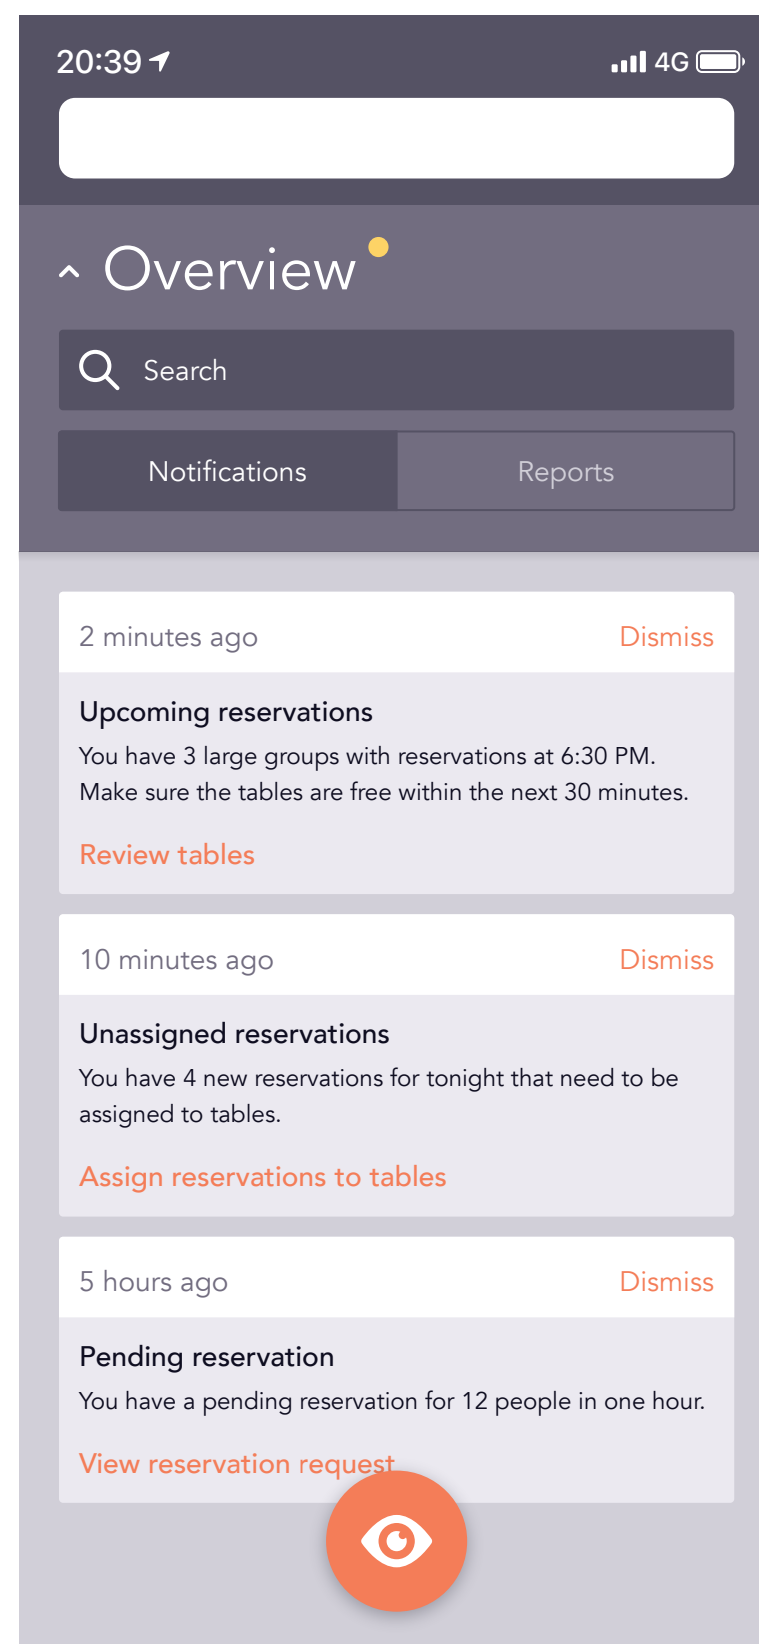 20:39 4G
Overview
Search
Notifications Reports
2 minutes ago Dismiss
Upcoming reservations
You have 3 large groups with reservations at 6:30 PM.
Make sure the tables are free within the next 30 minutes.
Review tables
10 minutes ago Dismiss
Unassigned reservations
You have 4 new reservations for tonight that need to be
assigned to tables.
Assign reservations to tables
5 hours ago Dismiss
Pending reservation
You have a pending reservation for 12 people in one hour.
View reservation request